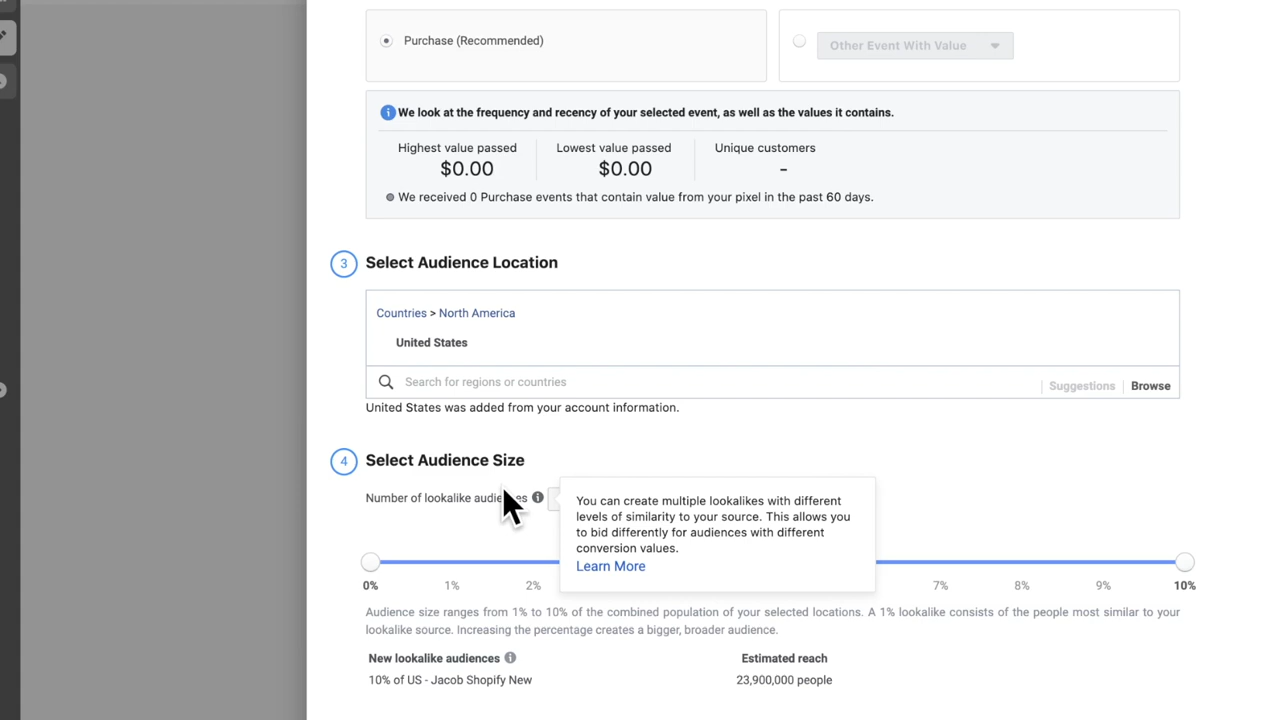 Purchase (Recommended)
Other Event With Value
We look at the frequency and recency of your selected event, as well as the values it contains.
Highest value passed
Lowest value passed
Unique customers
$0.00
$0.00
-
We received 0 Purchase events that contain value from your pixel in the past 60 days.
3
Select Audience Location
Countries > North America
United States
Search for regions or countries
Suggestions
Browse
United States was added from your account information.
4
Select Audience Size
Number of lookalike audiences
You can create multiple lookalikes with different
levels of similarity to your source. This allows you
to bid differently for audiences with different
conversion values.
Learn More
0%
1%
2%
7%
8%
9%
10%
Audience size ranges from 1% to 10% of the combined population of your selected locations. A 1% lookalike consists of the people most similar to your
lookalike source. Increasing the percentage creates a bigger, broader audience.
New lookalike audiences
Estimated reach
10% of US - Jacob Shopify New
23,900,000 people